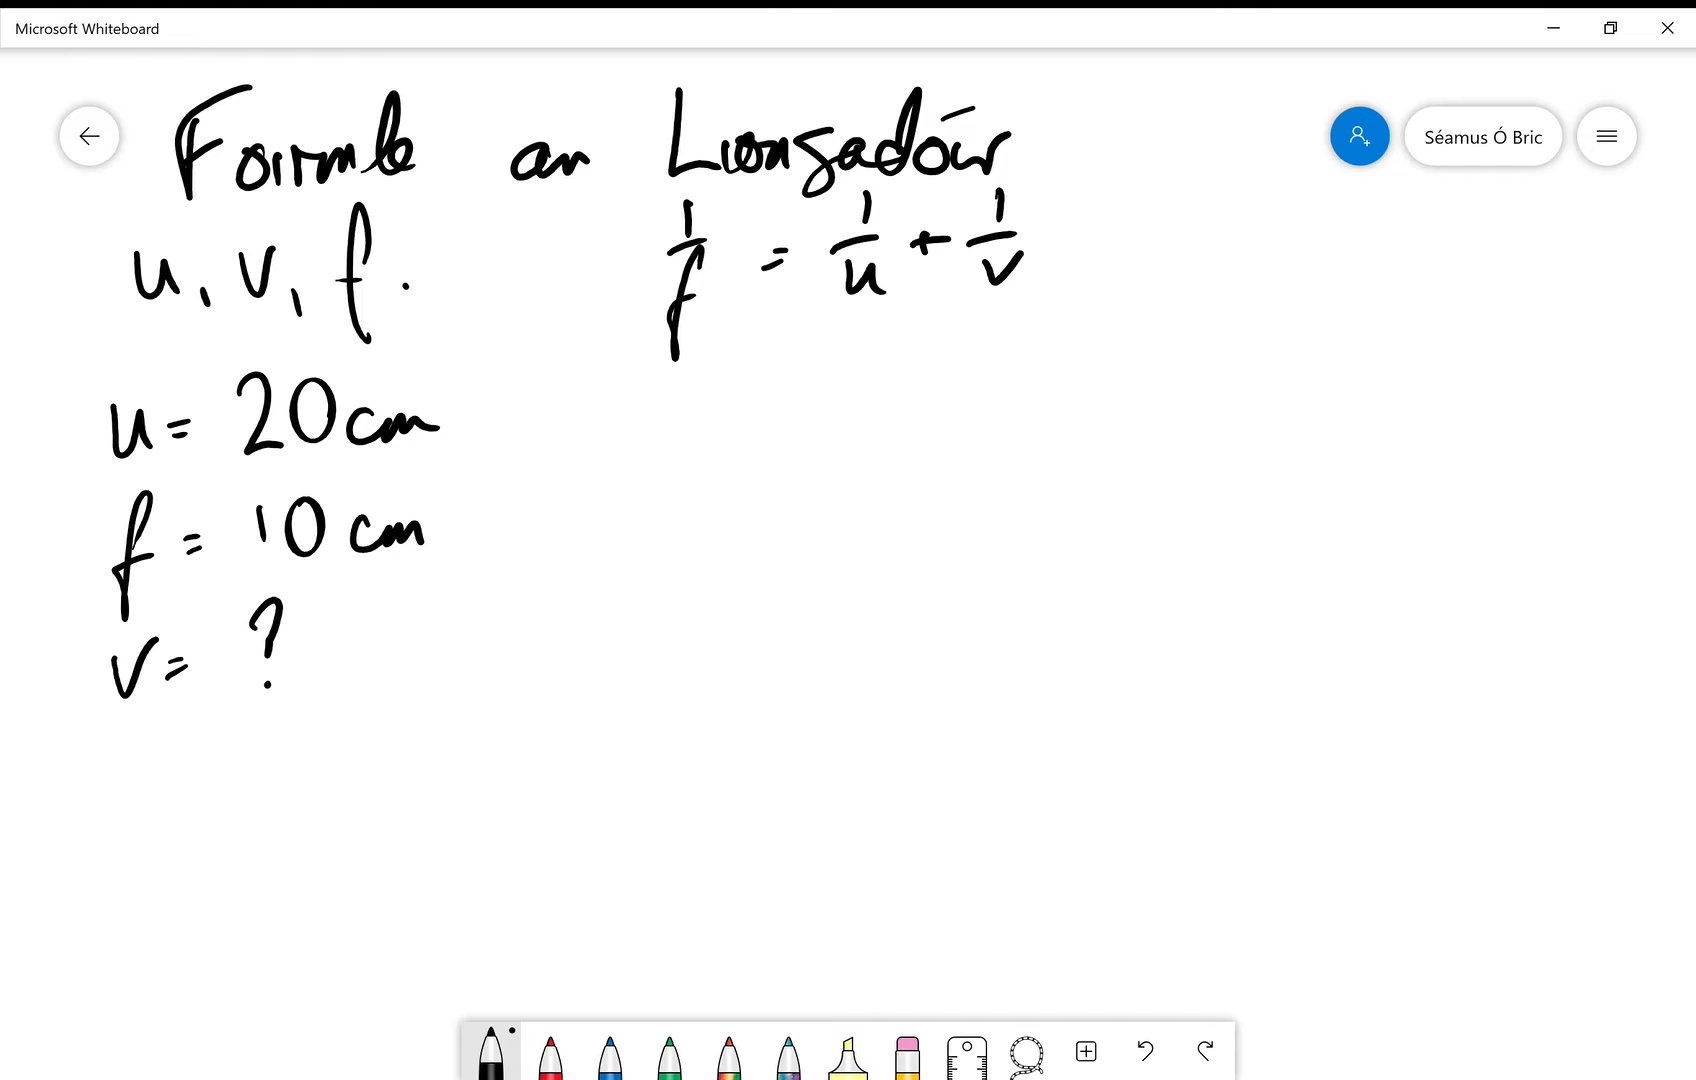 Microsoft Whiteboard
Foirmle an Lionsadóir
Séamus Ó Bric
u, v, f.
1/f = 1/u + 1/v
u = 20cm
f = 10 cm
v = ?